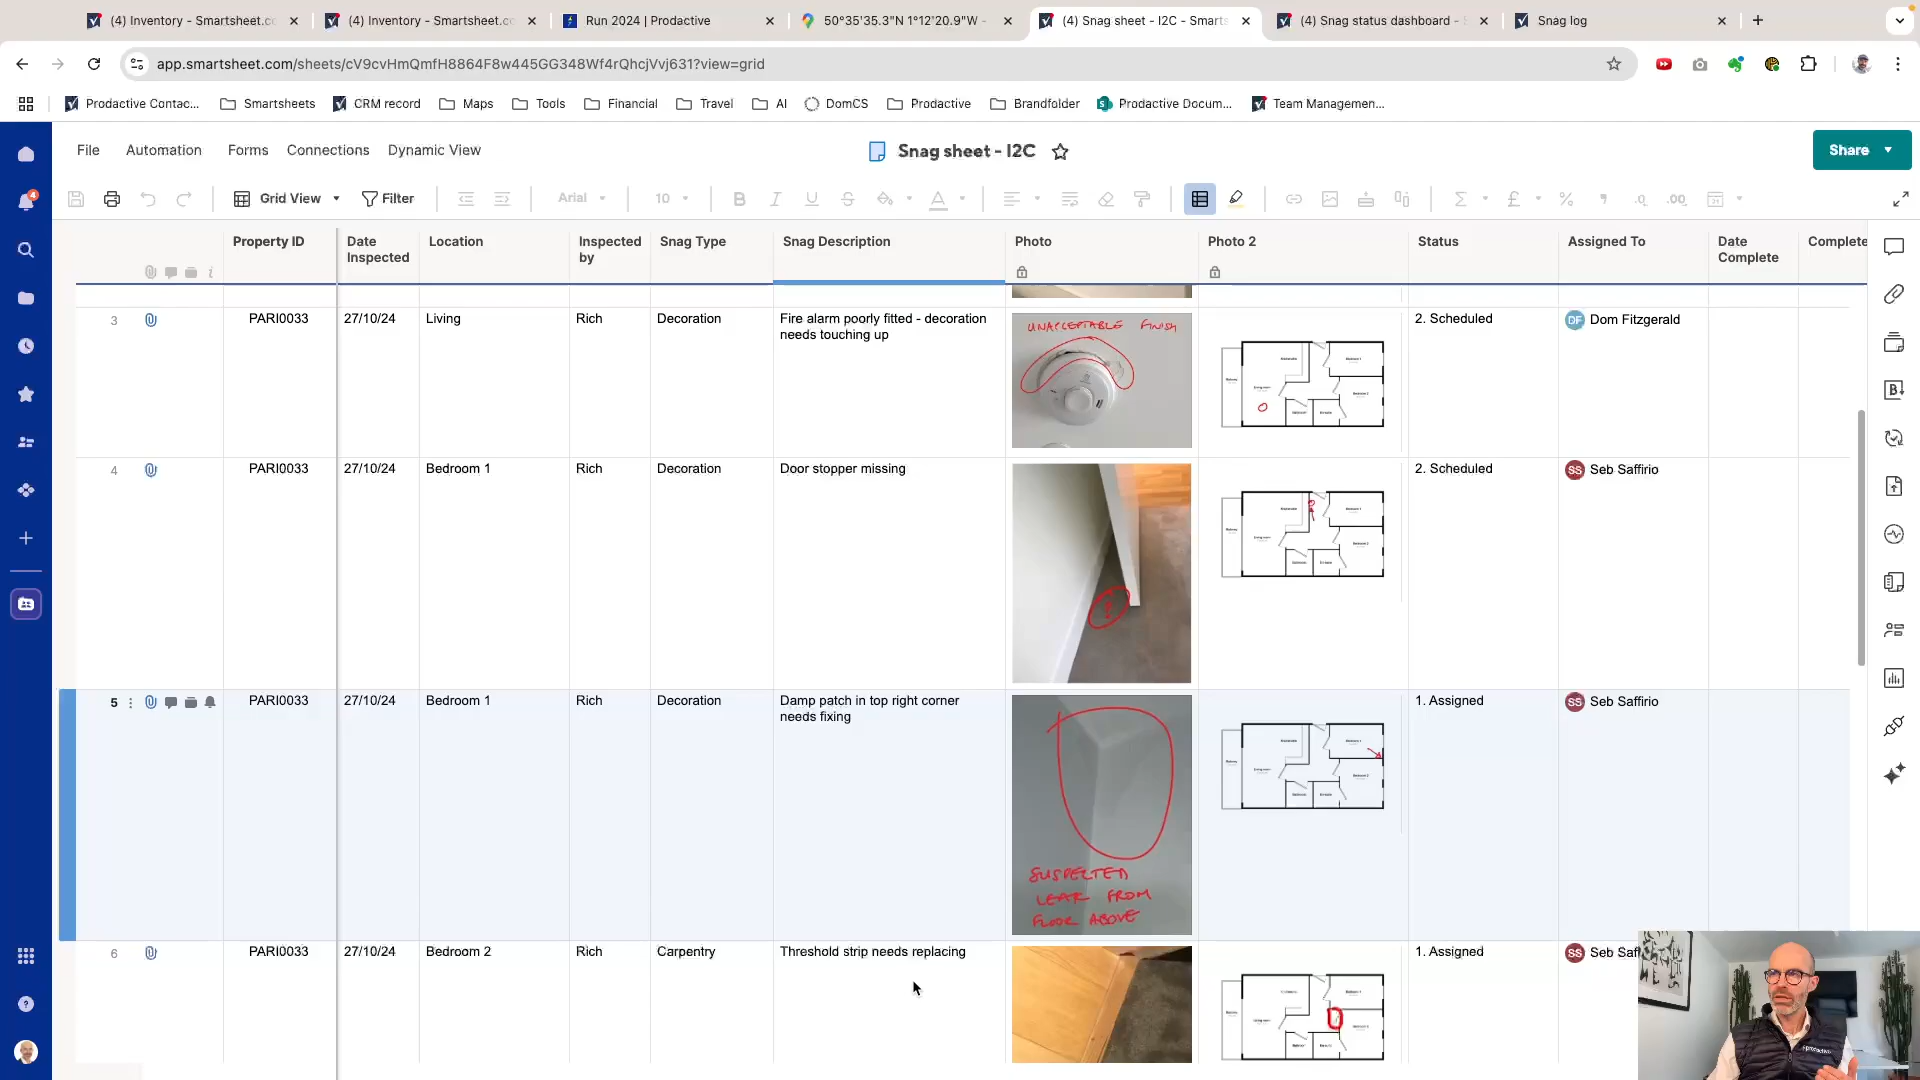 (4) Inventory - Smartsheet.co
(4) Inventory - Smartsheet.co
Run 2024 | Prodactive
50°35'35.3"N 1°12'20.9"W -
(4) Snag sheet - I2C - Smarts
(4) Snag status dashboard - S
Snag log
app.smartsheet.com/sheets/cV9cvHmQmfH8864F8w445GG348Wf4rQhcjVvj631?view=grid
Prodactive Contac...
Smartsheets
CRM record
Maps
Tools
Financial
Travel
AI
DomCS
Prodactive
Brandfolder
Prodactive Docum...
Team Managemen...
File
Automation
Forms
Connections
Dynamic View
Snag sheet - I2C
Share
4
Grid View
Filter
Arial
10
Property ID
Date Inspected
Location
Inspected by
Snag Type
Snag Description
Photo
Photo 2
Status
Assigned To
Date Complete
Complete
3
PARI0033
27/10/24
Living
Rich
Decoration
Fire alarm poorly fitted - decoration
needs touching up
UNACCEPTABLE FINISH
2. Scheduled
DF Dom Fitzgerald
4
PARI0033
27/10/24
Bedroom 1
Rich
Decoration
Door stopper missing
?
2. Scheduled
SS Seb Saffirio
5
PARI0033
27/10/24
Bedroom 1
Rich
Decoration
Damp patch in top right corner
needs fixing
SUSPECTED
LEAK FROM
FLOOR ABOVE
1. Assigned
SS Seb Saffirio
6
PARI0033
27/10/24
Bedroom 2
Rich
Carpentry
Threshold strip needs replacing
1. Assigned
SS Seb Saf